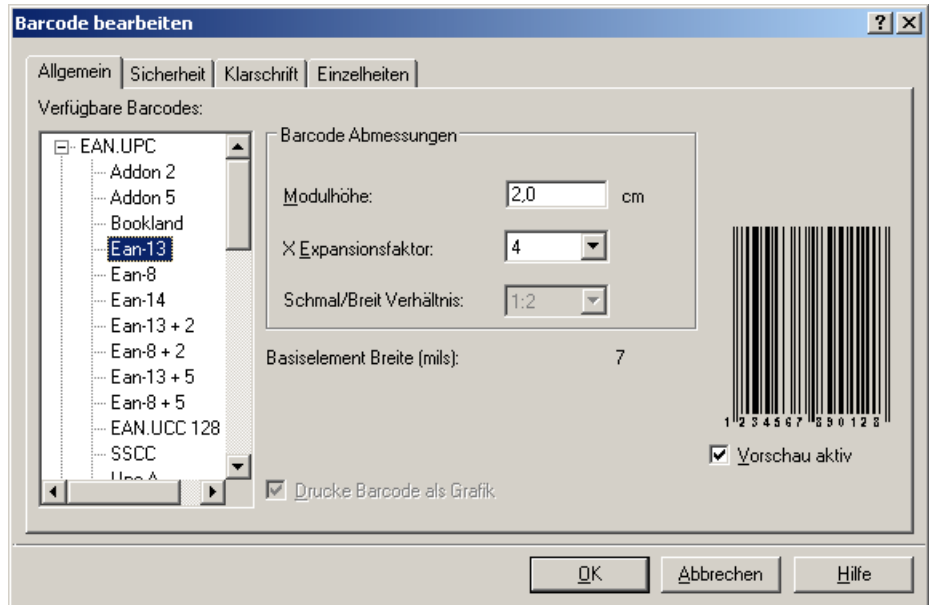 Barcode bearbeiten
Allgemein Sicherheit Klarschrift Einzelheiten
Verfügbare Barcodes:
EAN.UPC
Addon 2
Addon 5
Bookland
Ean-13
Ean-8
Ean-14
Ean-13 + 2
Ean-8 + 2
Ean-13 + 5
Ean-8 + 5
EAN.UCC 128
SSCC
Upc A
Barcode Abmessungen
Modulhöhe: 2,0 cm
X Expansionsfaktor: 4
Schmal/Breit Verhältnis: 1:2
Basiselement Breite (mils): 7
Drucke Barcode als Grafik
1 234567 890128
Vorschau aktiv
OK Abbrechen Hilfe